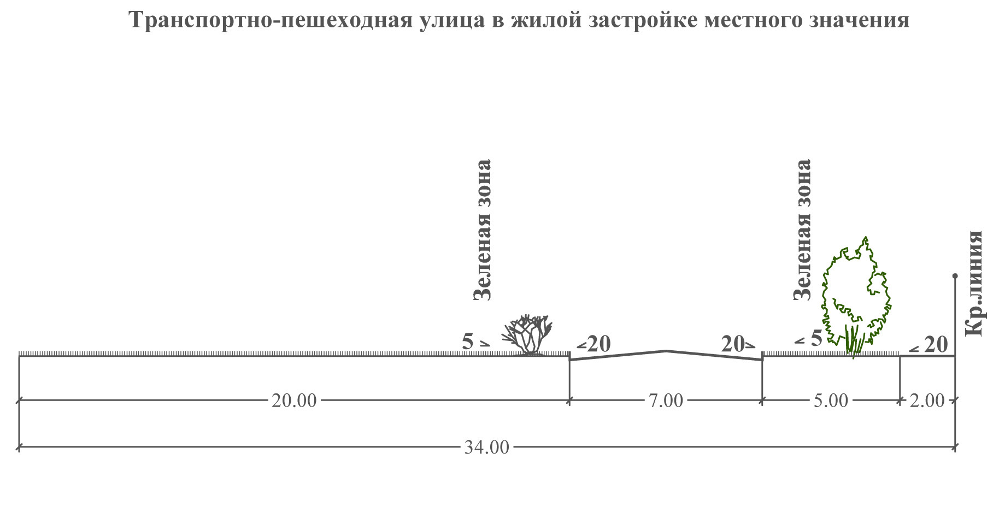 Транспортно-пешеходная улица в жилой застройке местного значения
Зеленая зона
Зеленая зона
Кр.линия
5
20
20
5
20
20.00
7.00
5.00
2.00
34.00